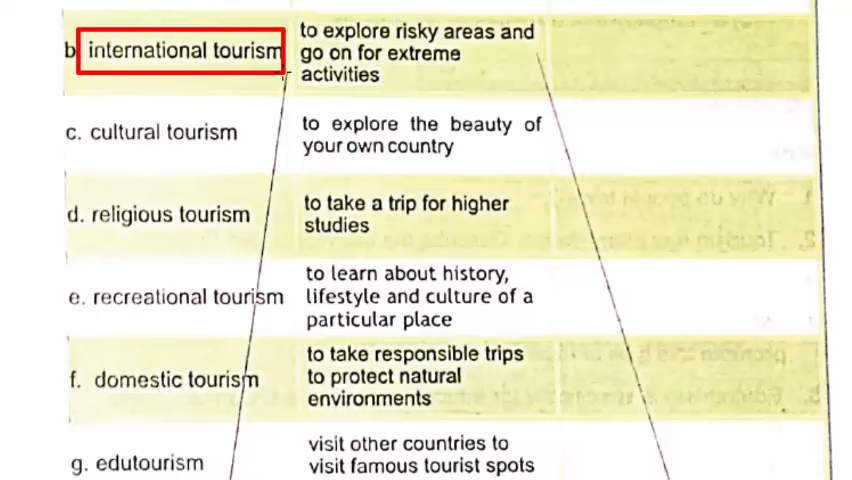 b international tourism
to explore risky areas and
go on for extreme
activities
c. cultural tourism
to explore the beauty of
your own country
d. religious tourism
to take a trip for higher
studies
e. recreational tourism
to learn about history,
lifestyle and culture of a
particular place
f. domestic tourism
to take responsible trips
to protect natural
environments
g. edutourism
visit other countries to
visit famous tourist spots